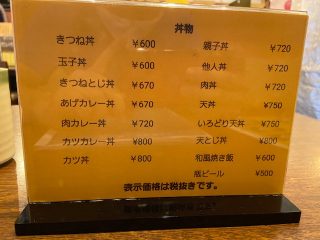 丼物
きつね丼 ¥600
玉子丼 ¥600
きつねとじ丼 ¥670
あげカレー丼 ¥670
肉カレー丼 ¥720
カツカレー丼 ¥800
カツ丼 ¥800
親子丼 ¥720
他人丼 ¥720
肉丼 ¥720
天丼 ¥750
いろどり天丼 ¥750
天とじ丼 ¥800
和風焼き飯 ¥600
瓶ビール ¥500
表示価格は税抜きです。